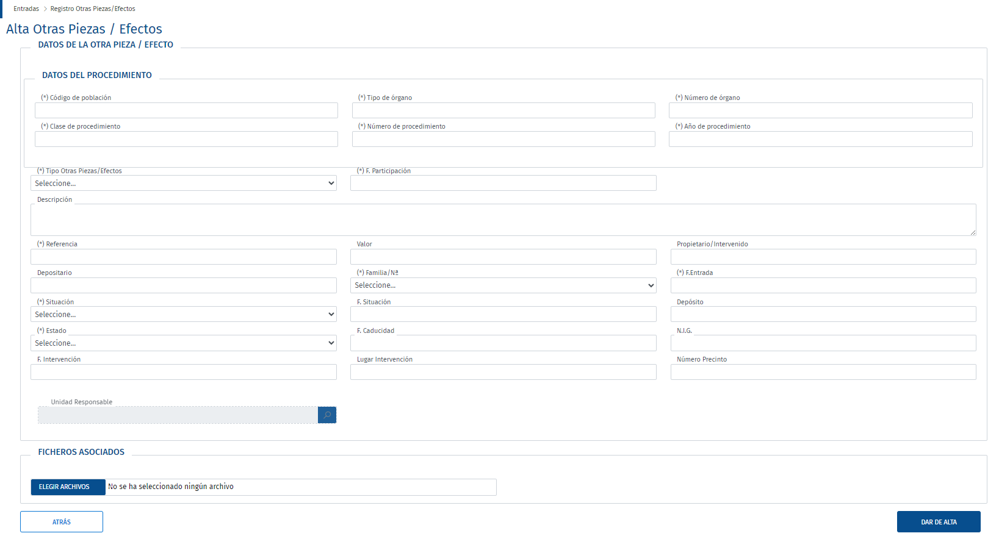 Entradas > Registro Otras Piezas/Efectos
Alta Otras Piezas / Efectos
DATOS DE LA OTRA PIEZA / EFECTO
DATOS DEL PROCEDIMIENTO
(*) Código de población (*) Tipo de órgano (*) Número de órgano
(*) Clase de procedimiento (*) Número de procedimiento (*) Año de procedimiento
(*) Tipo Otras Piezas/Efectos (*) F. Participación
Seleccione...
Descripción
(*) Referencia Valor Propietario/Intervenido
Depositario (*) Familia/Nª (*) F.Entrada
Seleccione...
(*) Situación F. Situación Depósito
Seleccione...
(*) Estado F. Caducidad N.I.G.
Seleccione...
F. Intervención Lugar Intervención Número Precinto
Unidad Responsable
FICHEROS ASOCIADOS
ELEGIR ARCHIVOS No se ha seleccionado ningún archivo
ATRÁS DAR DE ALTA